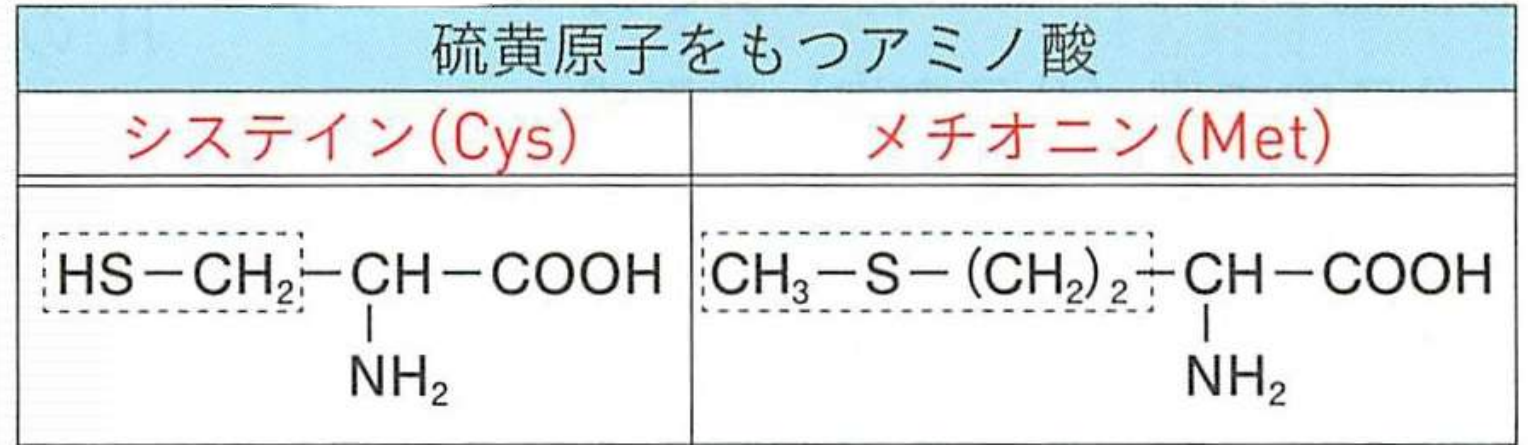 硫黄原子をもつアミノ酸
システイン(Cys)
メチオニン(Met)
HS－CH₂－CH－COOH
NH₂
CH₃－S－(CH₂)₂－CH－COOH
NH₂